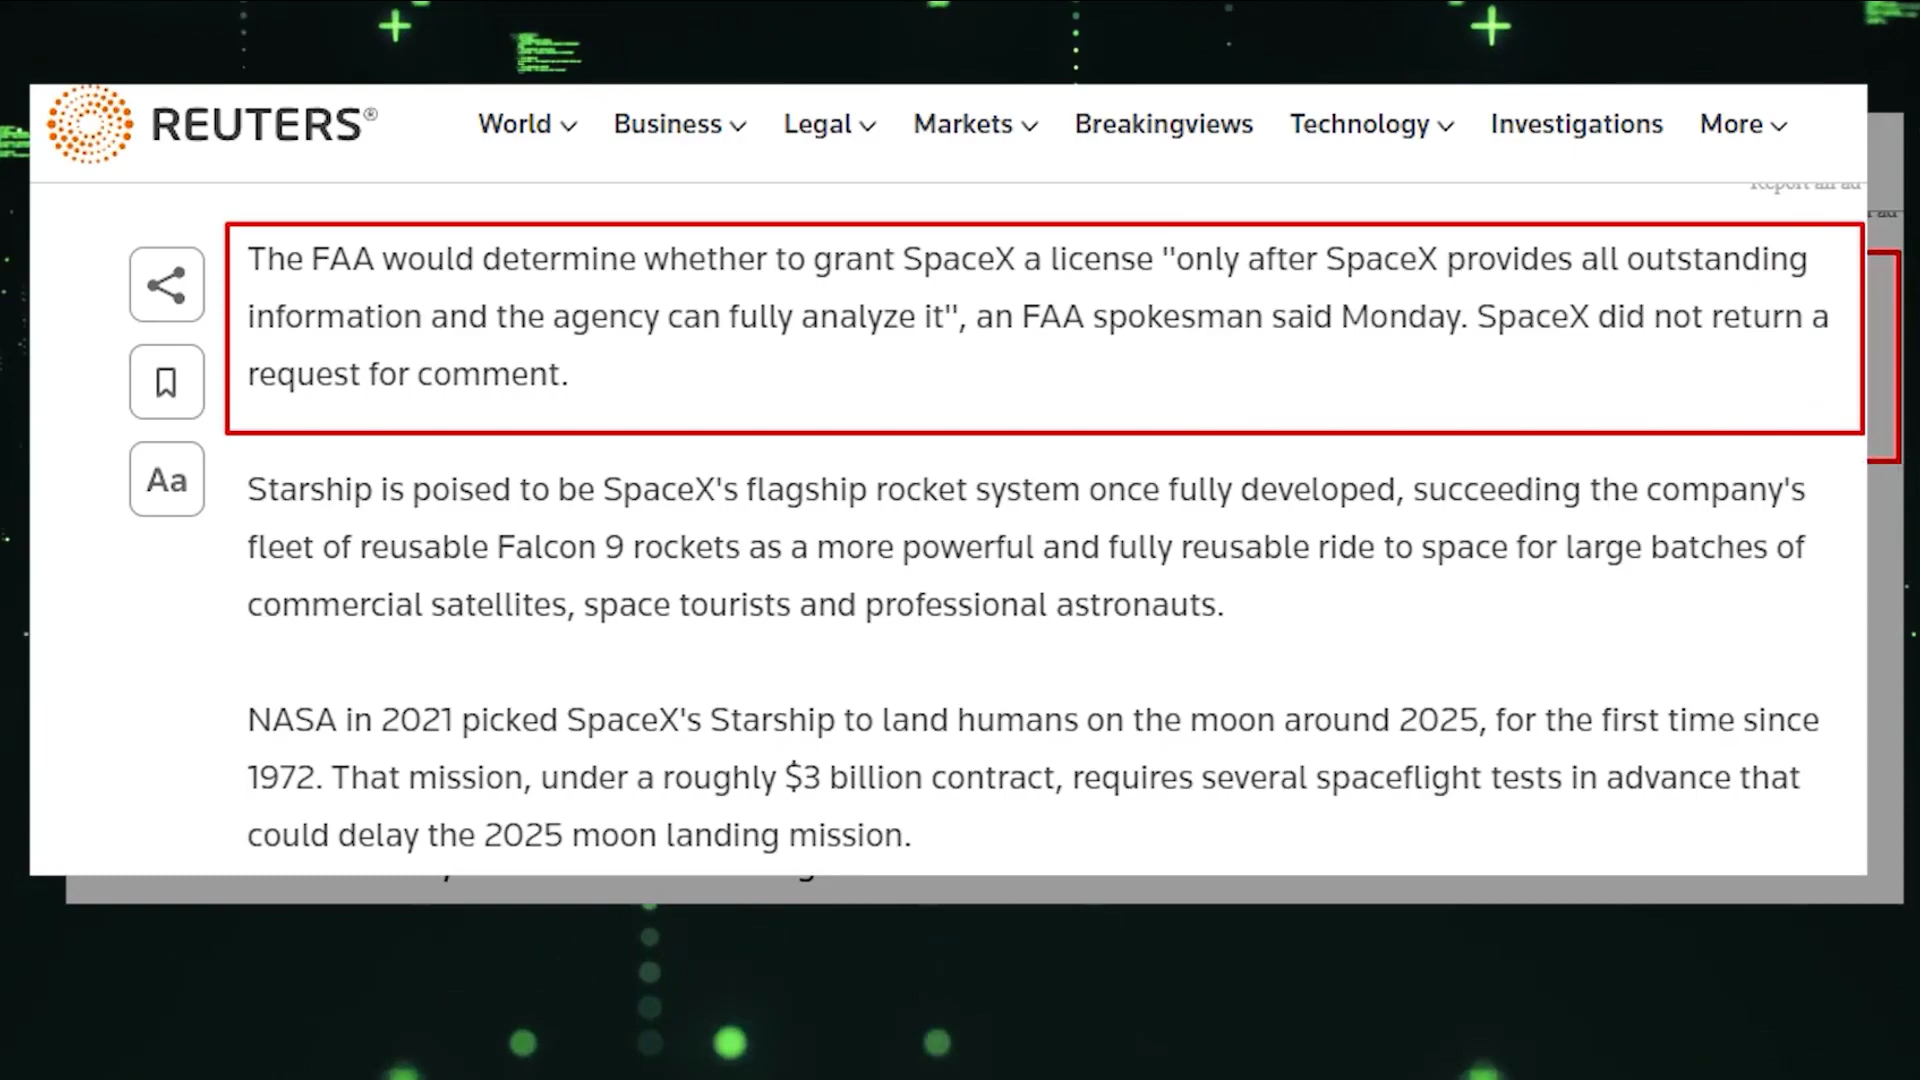 REUTERS®
World Business Legal Markets Breakingviews Technology Investigations More
Report an ad
The FAA would determine whether to grant SpaceX a license "only after SpaceX provides all outstanding
information and the agency can fully analyze it", an FAA spokesman said Monday. SpaceX did not return a
request for comment.
Aa
Starship is poised to be SpaceX's flagship rocket system once fully developed, succeeding the company's
fleet of reusable Falcon 9 rockets as a more powerful and fully reusable ride to space for large batches of
commercial satellites, space tourists and professional astronauts.
NASA in 2021 picked SpaceX's Starship to land humans on the moon around 2025, for the first time since
1972. That mission, under a roughly $3 billion contract, requires several spaceflight tests in advance that
could delay the 2025 moon landing mission.